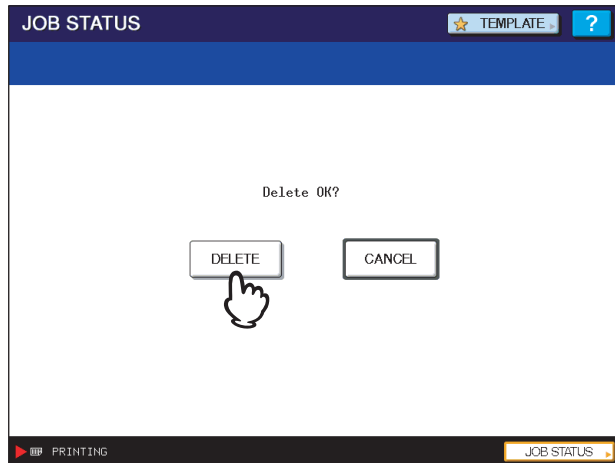 JOB STATUS
TEMPLATE
?
Delete OK?
DELETE
CANCEL
PRINTING
JOB STATUS